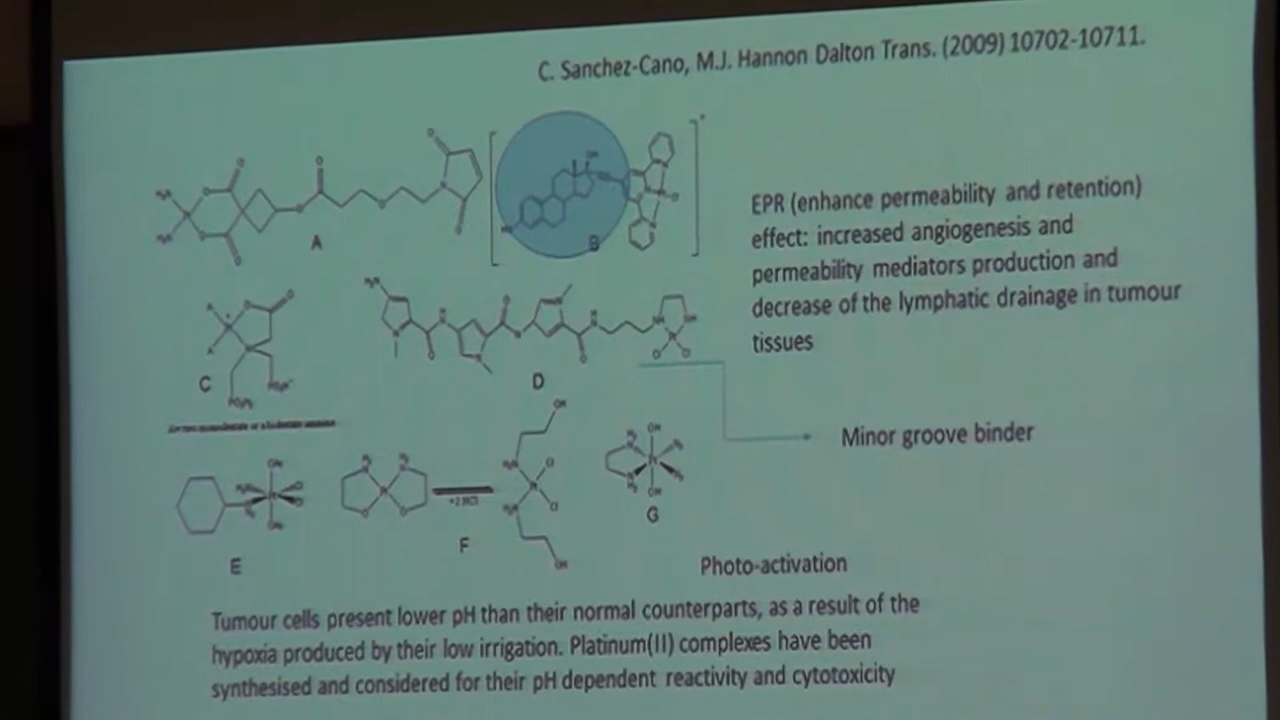 C. Sanchez-Cano, M.J. Hannon Dalton Trans. (2009) 10702-10711.
A
B
EPR (enhance permeability and retention)
effect: increased angiogenesis and
permeability mediators production and
decrease of the lymphatic drainage in tumour
tissues
C
D
Minor groove binder
E
F
G
Photo-activation
Tumour cells present lower pH than their normal counterparts, as a result of the
hypoxia produced by their low irrigation. Platinum(II) complexes have been
synthesised and considered for their pH dependent reactivity and cytotoxicity